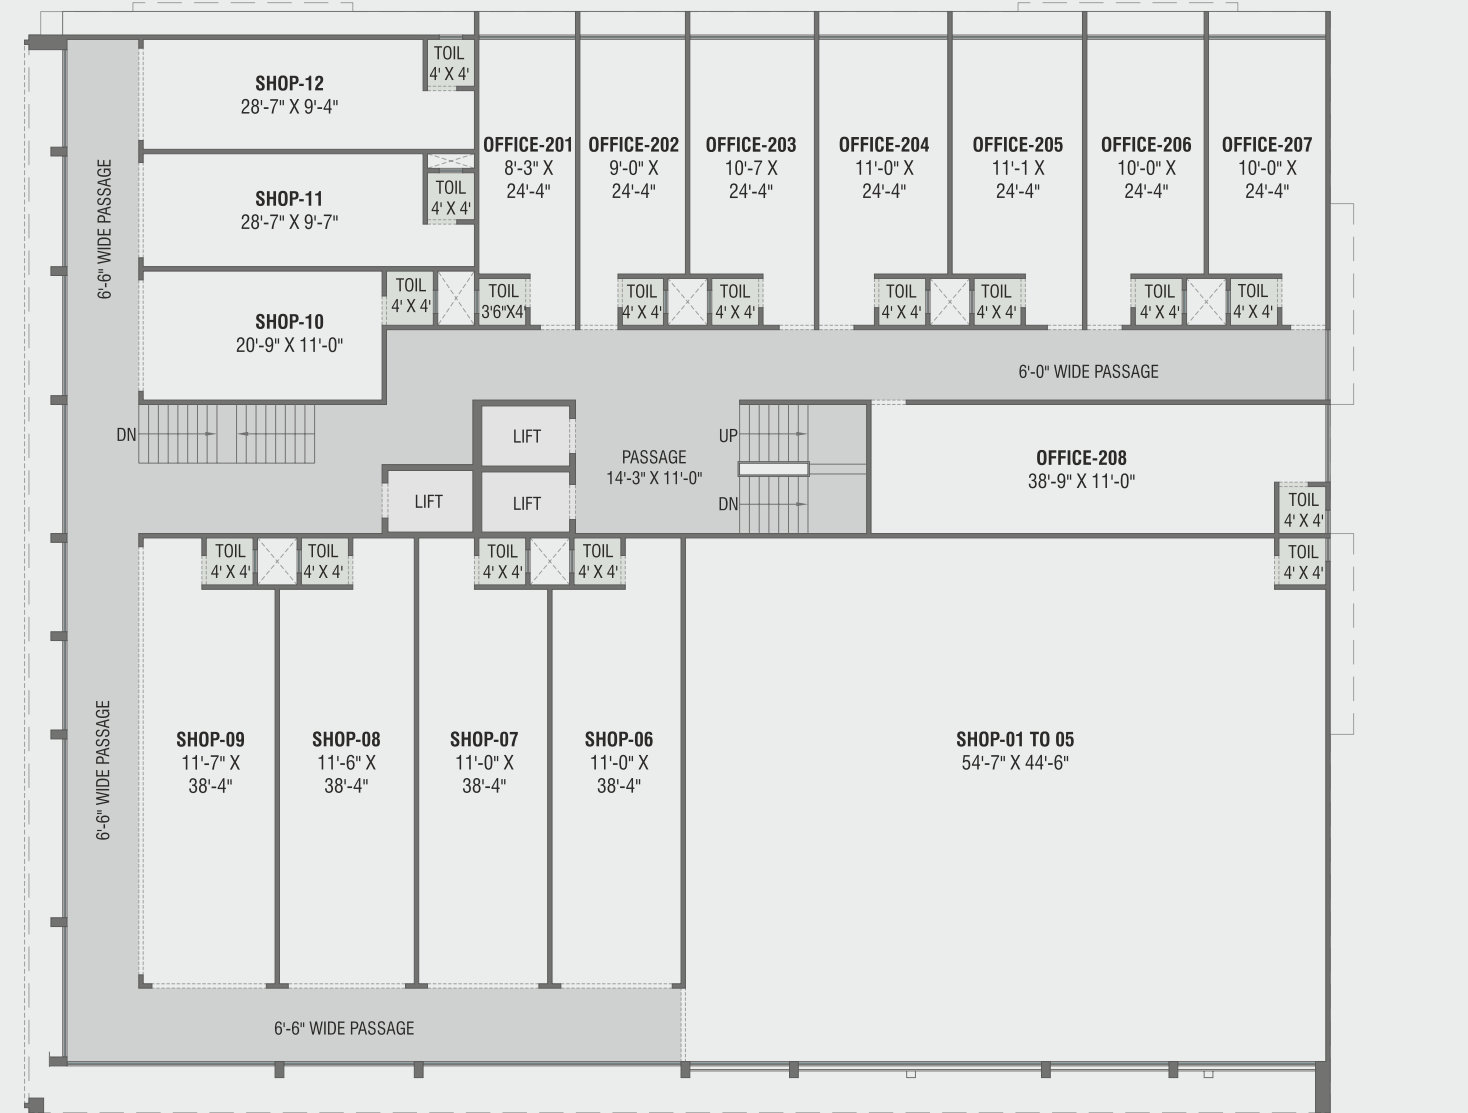 TOIL
4' X 4'
SHOP-12
28'-7" X 9'-4"
6'-6" WIDE PASSAGE
TOIL
4' X 4'
SHOP-11
28'-7" X 9'-7"
OFFICE-201
8'-3" X
24'-4"
OFFICE-202
9'-0" X
24'-4"
OFFICE-203
10'-7 X
24'-4"
OFFICE-204
11'-0" X
24'-4"
OFFICE-205
11'-1 X
24'-4"
OFFICE-206
10'-0" X
24'-4"
OFFICE-207
10'-0" X
24'-4"
SHOP-10
20'-9" X 11'-0"
TOIL
4' X 4'
TOIL
3'6"X4'
TOIL
4' X 4'
TOIL
4' X 4'
TOIL
4' X 4'
TOIL
4' X 4'
TOIL
4' X 4'
TOIL
4' X 4'
6'-0" WIDE PASSAGE
DN
LIFT
LIFT
LIFT
PASSAGE
14'-3" X 11'-0"
UP
DN
OFFICE-208
38'-9" X 11'-0"
TOIL
4' X 4'
TOIL
4' X 4'
TOIL
4' X 4'
TOIL
4' X 4'
TOIL
4' X 4'
TOIL
4' X 4'
6'-6" WIDE PASSAGE
SHOP-09
11'-7" X
38'-4"
SHOP-08
11'-6" X
38'-4"
SHOP-07
11'-0" X
38'-4"
SHOP-06
11'-0" X
38'-4"
SHOP-01 TO 05
54'-7" X 44'-6"
6'-6" WIDE PASSAGE